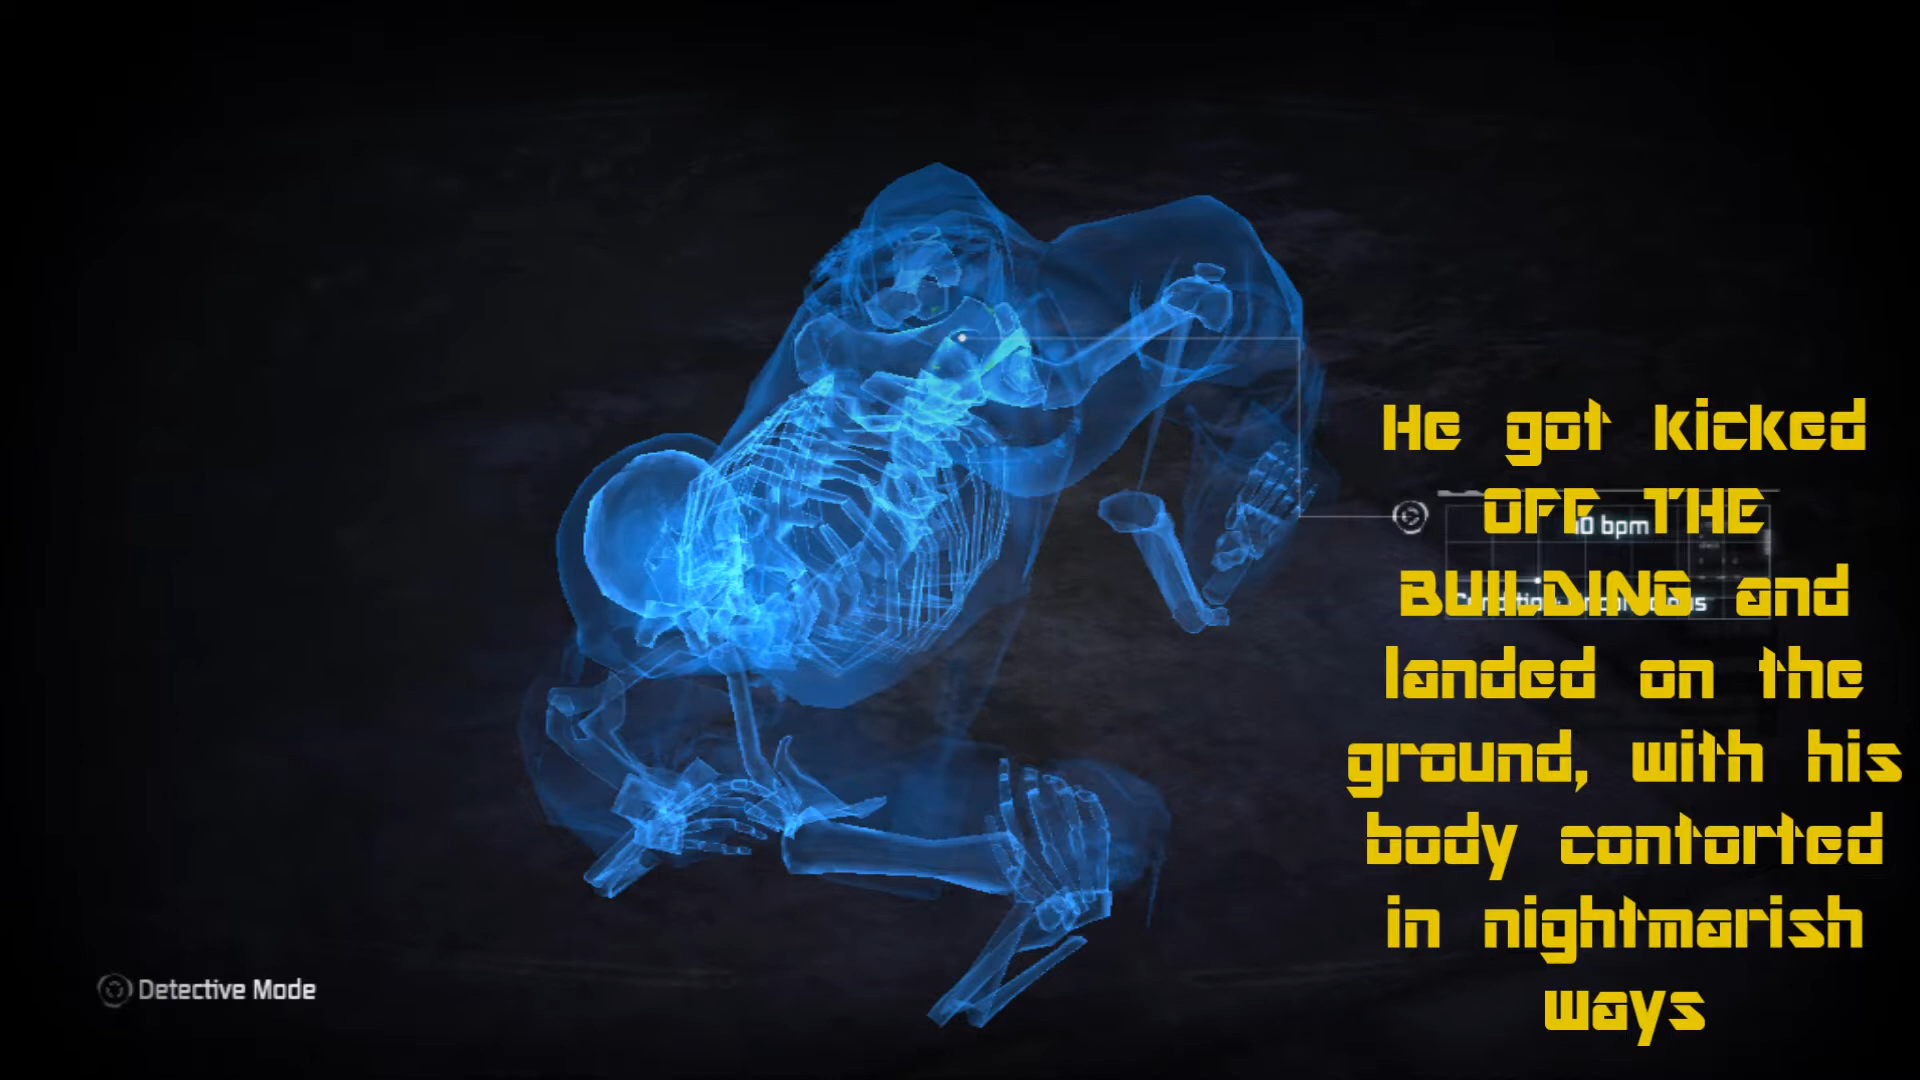 He got kicked
OFF THE
bpm
BUILDING and
landed on the
ground, with his
body contorted
in nightmarish
ways
Detective Mode